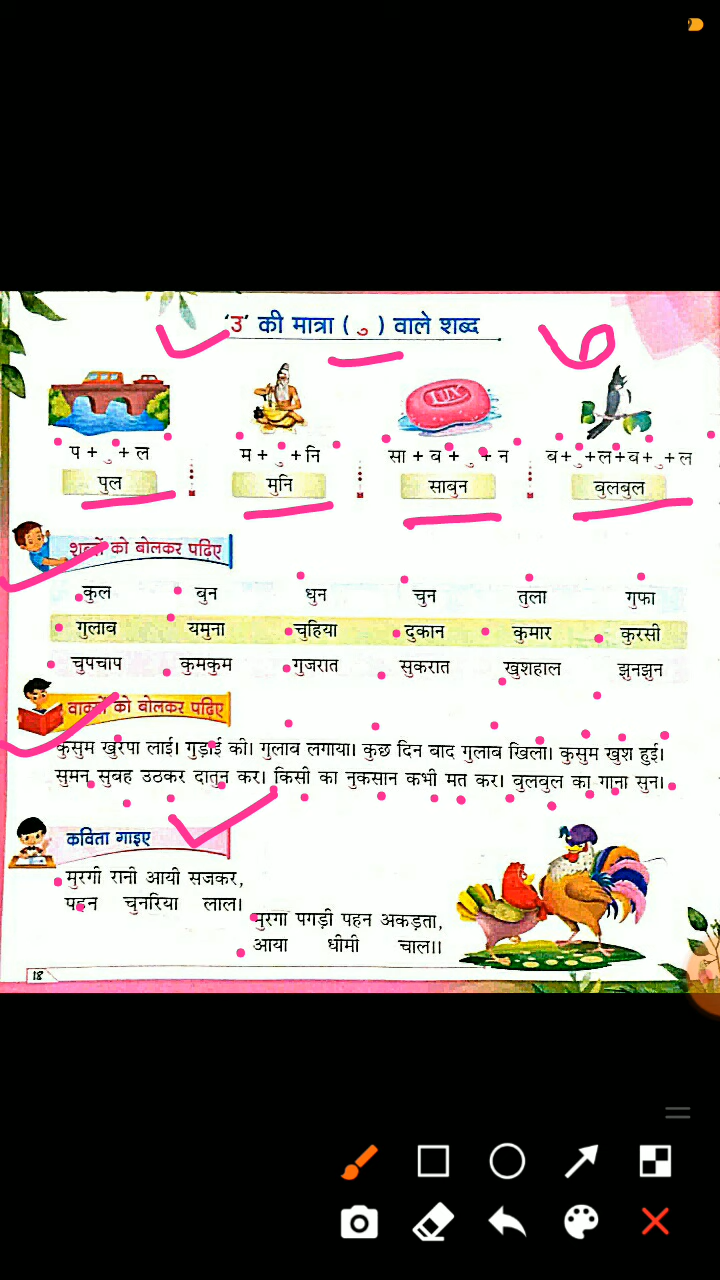 'उ' की मात्रा ( ु ) वाले शब्द
LUX
प + ु + ल
म + ु + नि
सा + ब + ु + न
ब + ु + ल + ब + ु + ल
पुल
मुनि
साबुन
बुलबुल
शब्दों को बोलकर पढिए
कुल बुन धुन चुन तुला गुफा
गुलाब यमुना चुहिया दुकान कुमार कुरसी
चुपचाप कुमकुम गुजरात सुकरात खुशहाल झुनझुन
वाक्यों को बोलकर पढिए
कुसुम खुरपा लाई। गुड़ाई की। गुलाब लगाया। कुछ दिन बाद गुलाब खिला। कुसुम खुश हुई।
सुमन सुबह उठकर दातुन कर। किसी का नुकसान कभी मत कर। बुलबुल का गाना सुन।
कविता गाइए
मुरगी रानी आयी सजकर,
पहन चुनरिया लाल।
मुरगा पगड़ी पहन अकड़ता,
आया धीमी चाल॥
18